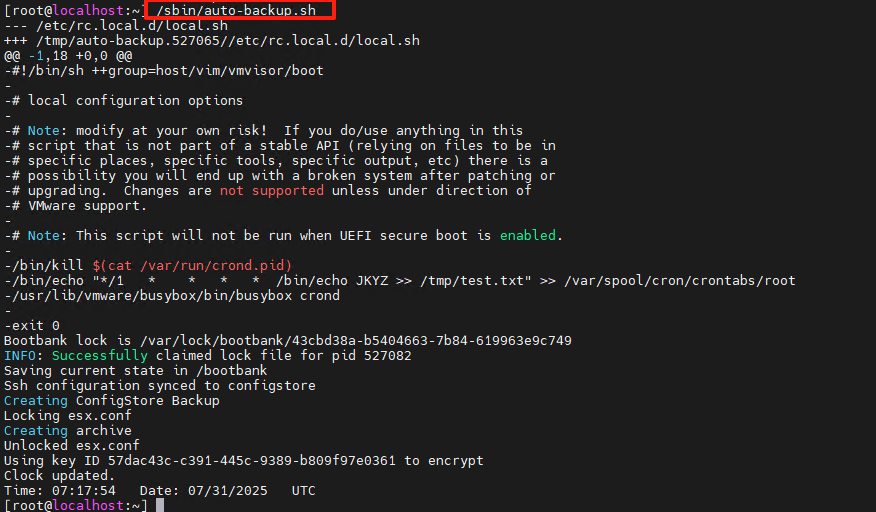 [root@localhost:~] /sbin/auto-backup.sh
--- /etc/rc.local.d/local.sh
+++ /tmp/auto-backup.527065//etc/rc.local.d/local.sh
@@ -1,18 +0,0 @@
-#!/bin/sh ++group=host/vim/vmvisor/boot
-
-# local configuration options
-
-# Note: modify at your own risk!  If you do/use anything in this
-# script that is not part of a stable API (relying on files to be in
-# specific places, specific tools, specific output, etc) there is a
-# possibility you will end up with a broken system after patching or
-# upgrading.  Changes are not supported unless under direction of
-# VMware support.
-
-# Note: This script will not be run when UEFI secure boot is enabled.
-
-/bin/kill $(cat /var/run/crond.pid)
-/bin/echo "*/1   *    *   *   *  /bin/echo JKYZ >> /tmp/test.txt" >> /var/spool/cron/crontabs/root
-/usr/lib/vmware/busybox/bin/busybox crond
-
-exit 0
Bootbank lock is /var/lock/bootbank/43cbd38a-b5404663-7b84-619963e9c749
INFO: Successfully claimed lock file for pid 527082
Saving current state in /bootbank
Ssh configuration synced to configstore
Creating ConfigStore Backup
Locking esx.conf
Creating archive
Unlocked esx.conf
Using key ID 57dac43c-c391-445c-9389-b809f97e0361 to encrypt
Clock updated.
Time: 07:17:54   Date: 07/31/2025   UTC
[root@localhost:~]